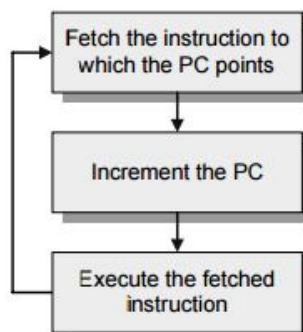 Fetch the instruction to
which the PC points
Increment the PC
Execute the fetched
instruction